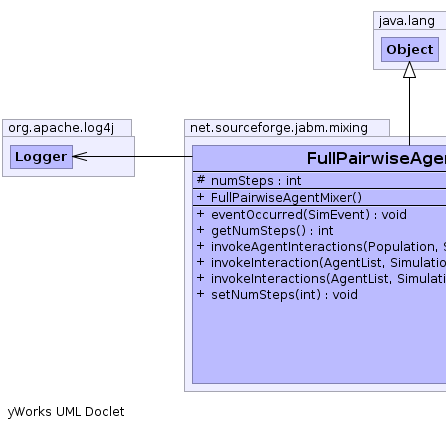 java.lang
Object
org.apache.log4j
Logger
net.sourceforge.jabm.mixing
FullPairwiseAge
# numSteps : int
+ FullPairwiseAgentMixer()
+ eventOccurred(SimEvent) : void
+ getNumSteps() : int
+ invokeAgentInteractions(Population, S
+ invokeInteraction(AgentList, Simulatio
+ invokeInteractions(AgentList, Simulati
+ setNumSteps(int) : void
yWorks UML Doclet